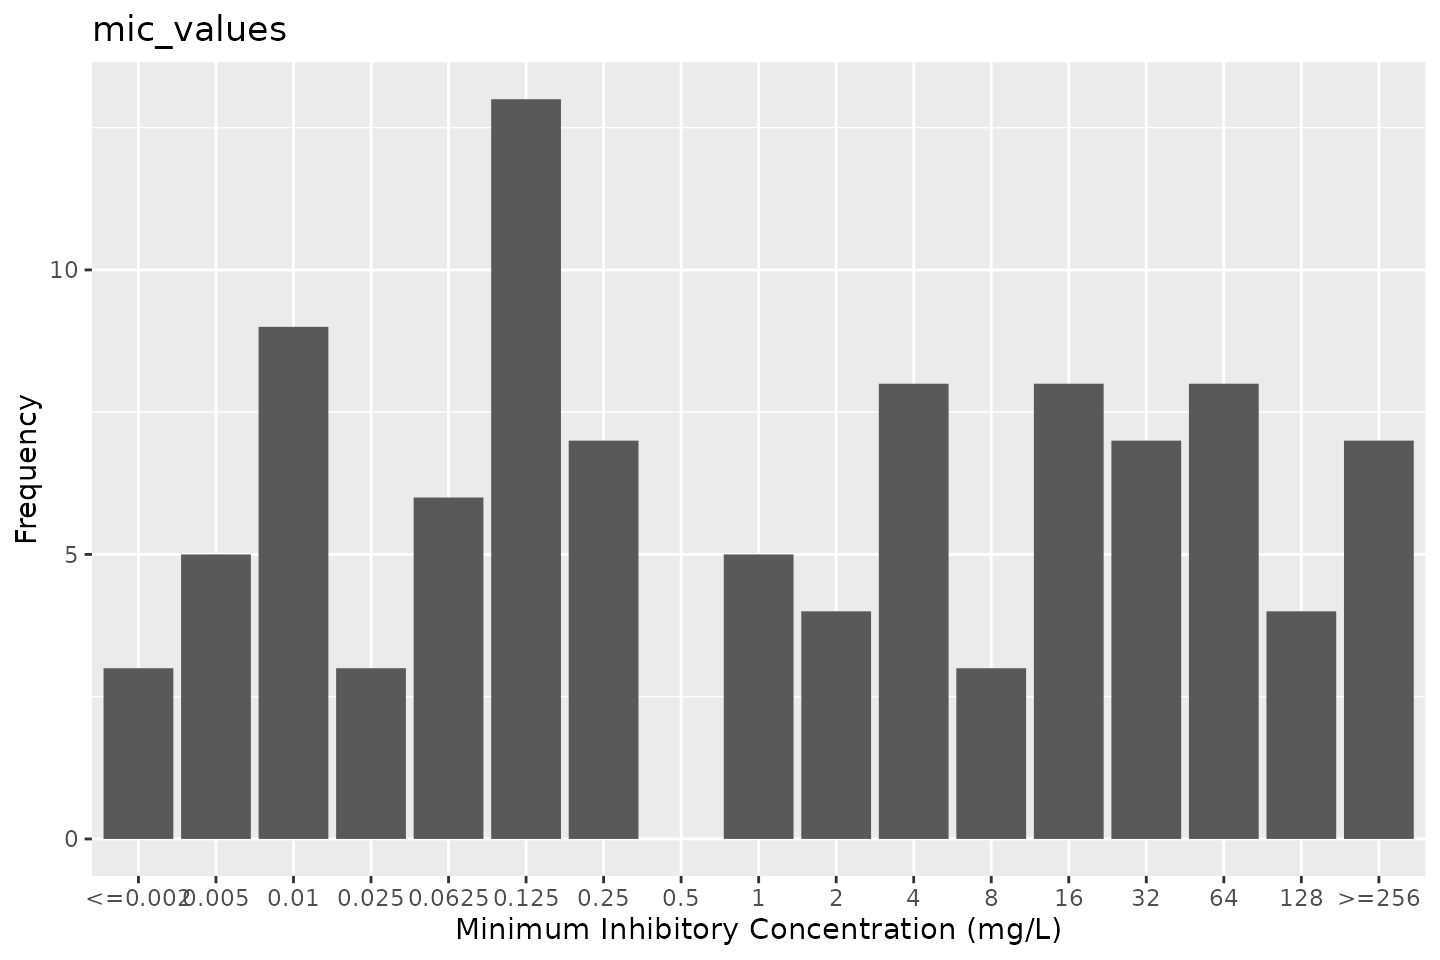 mic_values
10
5
0
Frequency
<=0.002 0.005 0.01 0.025 0.0625 0.125 0.25 0.5 1 2 4 8 16 32 64 128 >=256
Minimum Inhibitory Concentration (mg/L)